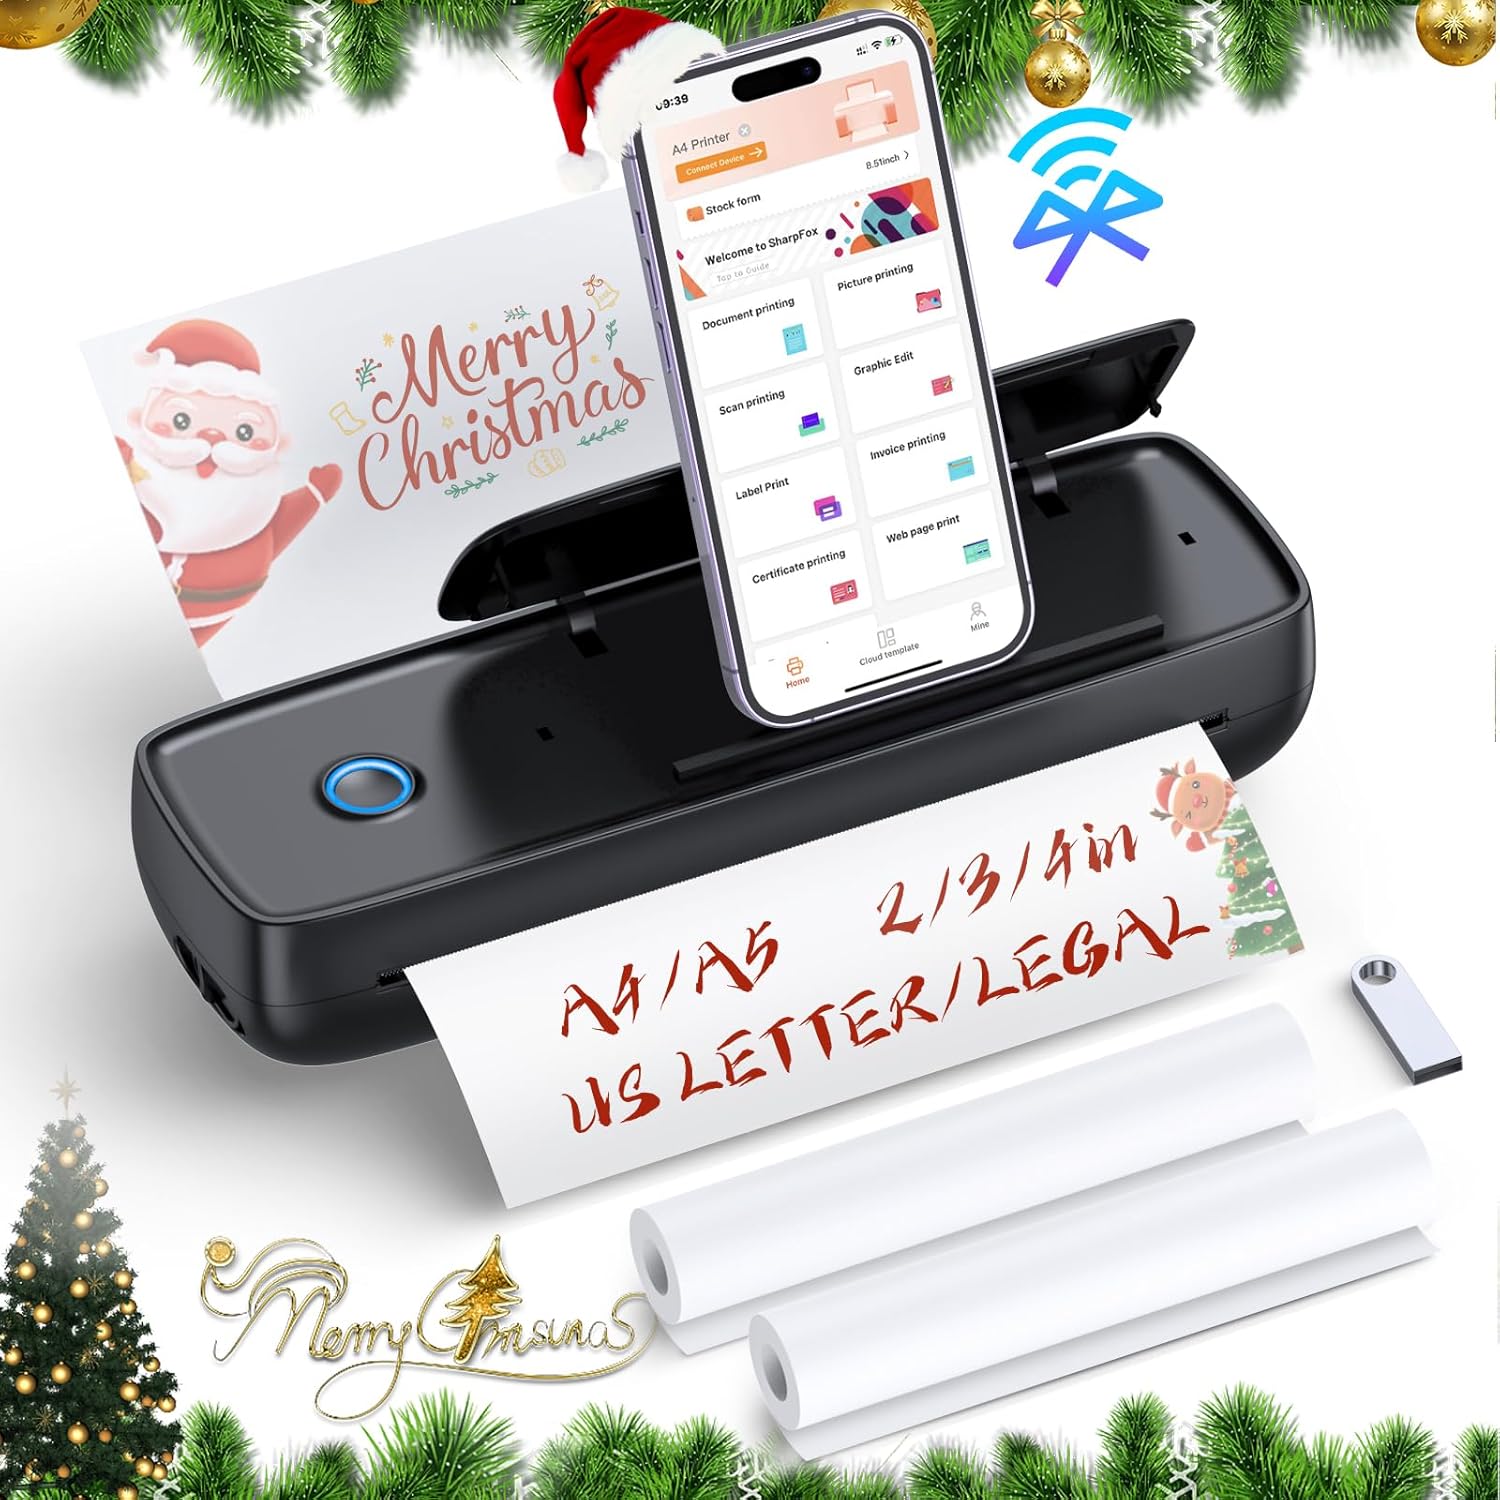 09:39
A4 Printer
Connect Device
8.51inch
Stock form
Welcome to SharpFox
Tap to Guide
Document printing
Picture printing
Scan printing
Graphic Edit
Label Print
Invoice printing
Certificate printing
Web page print
Home
Cloud template
Mine
Merry
Christmas
A4/A5 2/3/4in
US LETTER/LEGAL
Merry Christmas